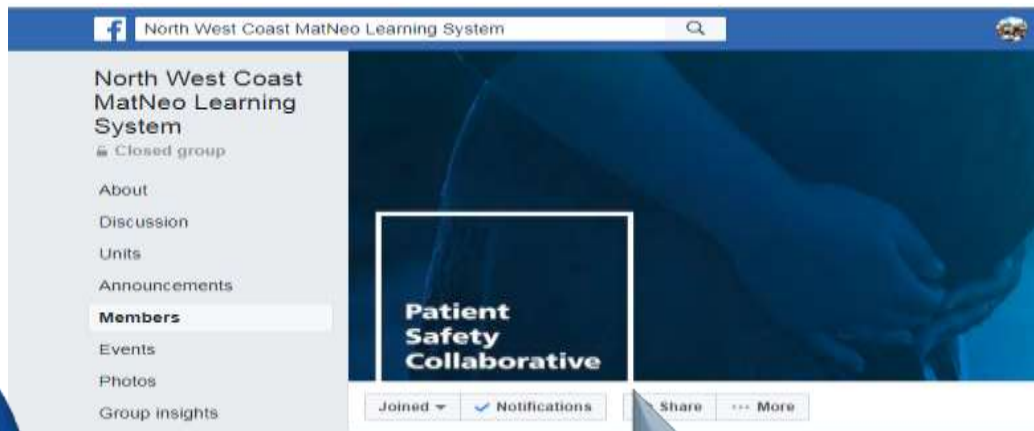 f North West Coast MatNeo Learning System
North West Coast
MatNeo Learning
System
Closed group
About
Discussion
Units
Announcements
Members
Events
Photos
Group insights
Patient
Safety
Collaborative
Joined Notifications Share ... More